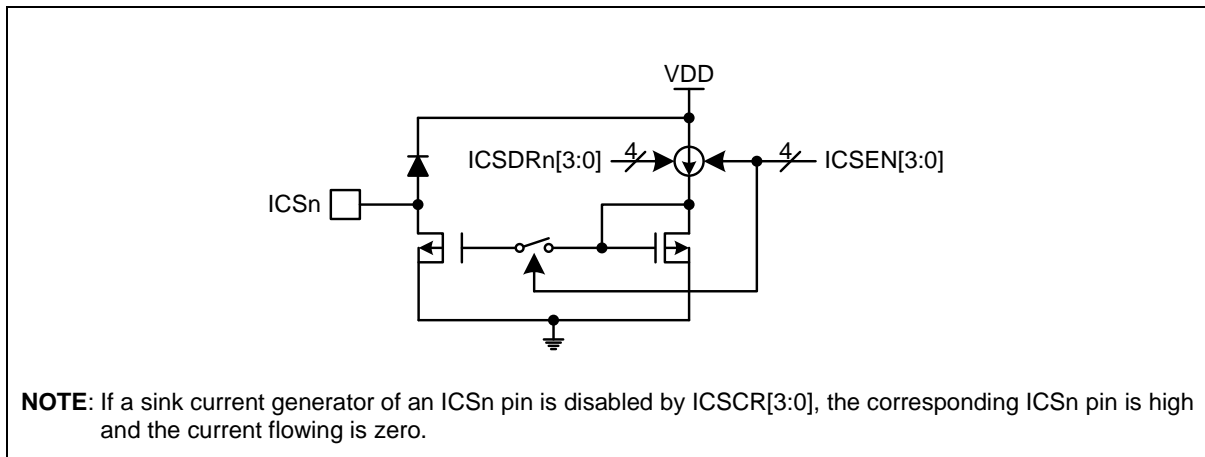 VDD
ICSDRn[3:0] 4 4 ICSEN[3:0]
ICSn
NOTE: If a sink current generator of an ICSn pin is disabled by ICSCR[3:0], the corresponding ICSn pin is high
and the current flowing is zero.